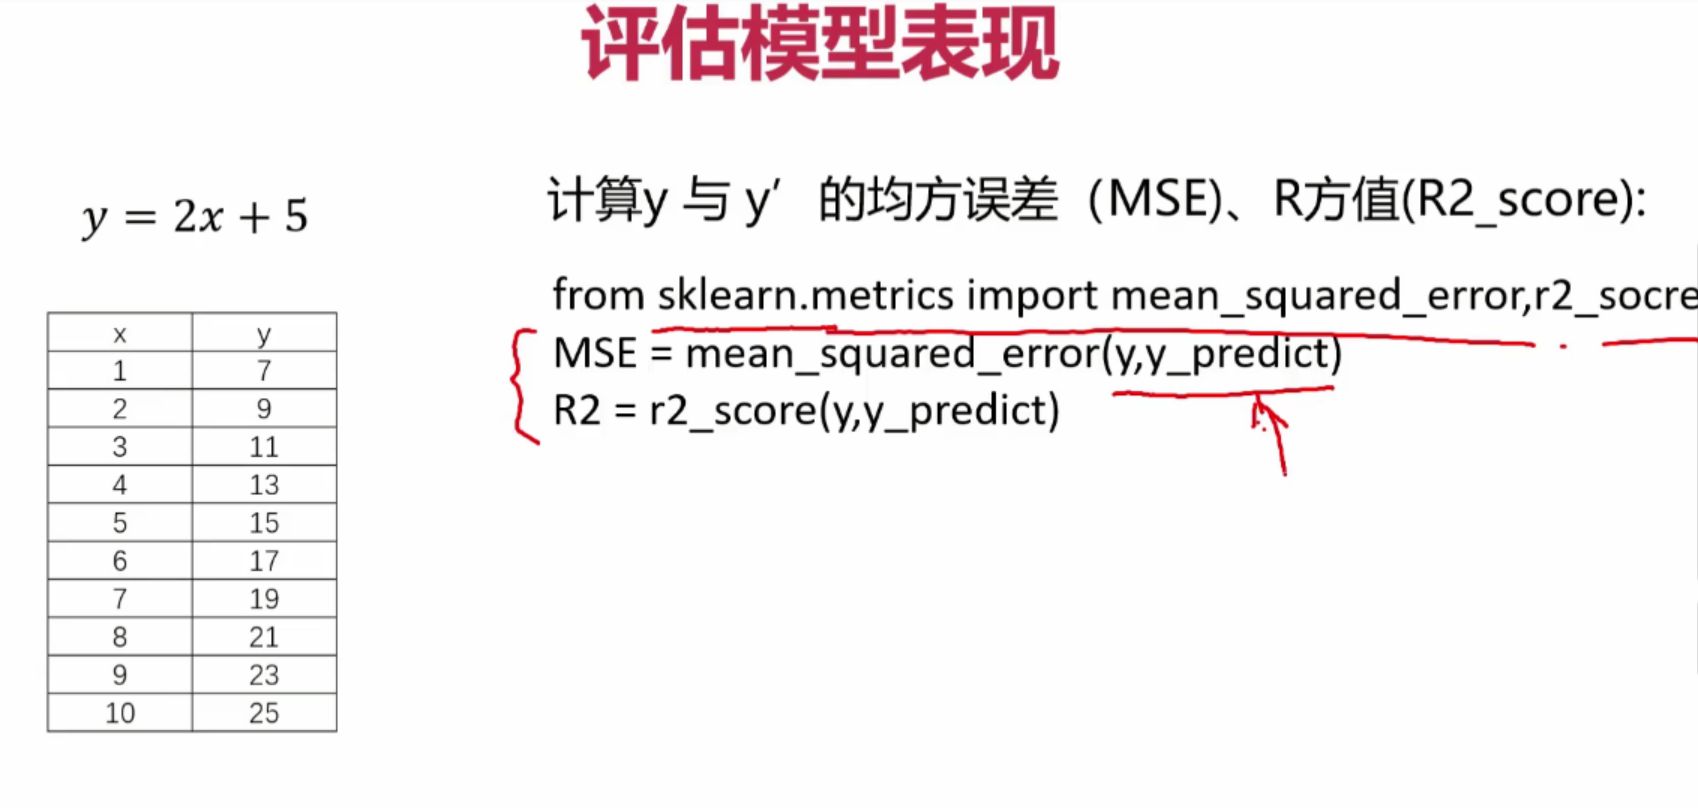 评估模型表现
y = 2x + 5
x y
1 7
2 9
3 11
4 13
5 15
6 17
7 19
8 21
9 23
10 25
计算y 与 y′ 的均方误差（MSE)、R方值(R2_score):
from sklearn.metrics import mean_squared_error,r2_socre
MSE = mean_squared_error(y,y_predict)
R2 = r2_score(y,y_predict)